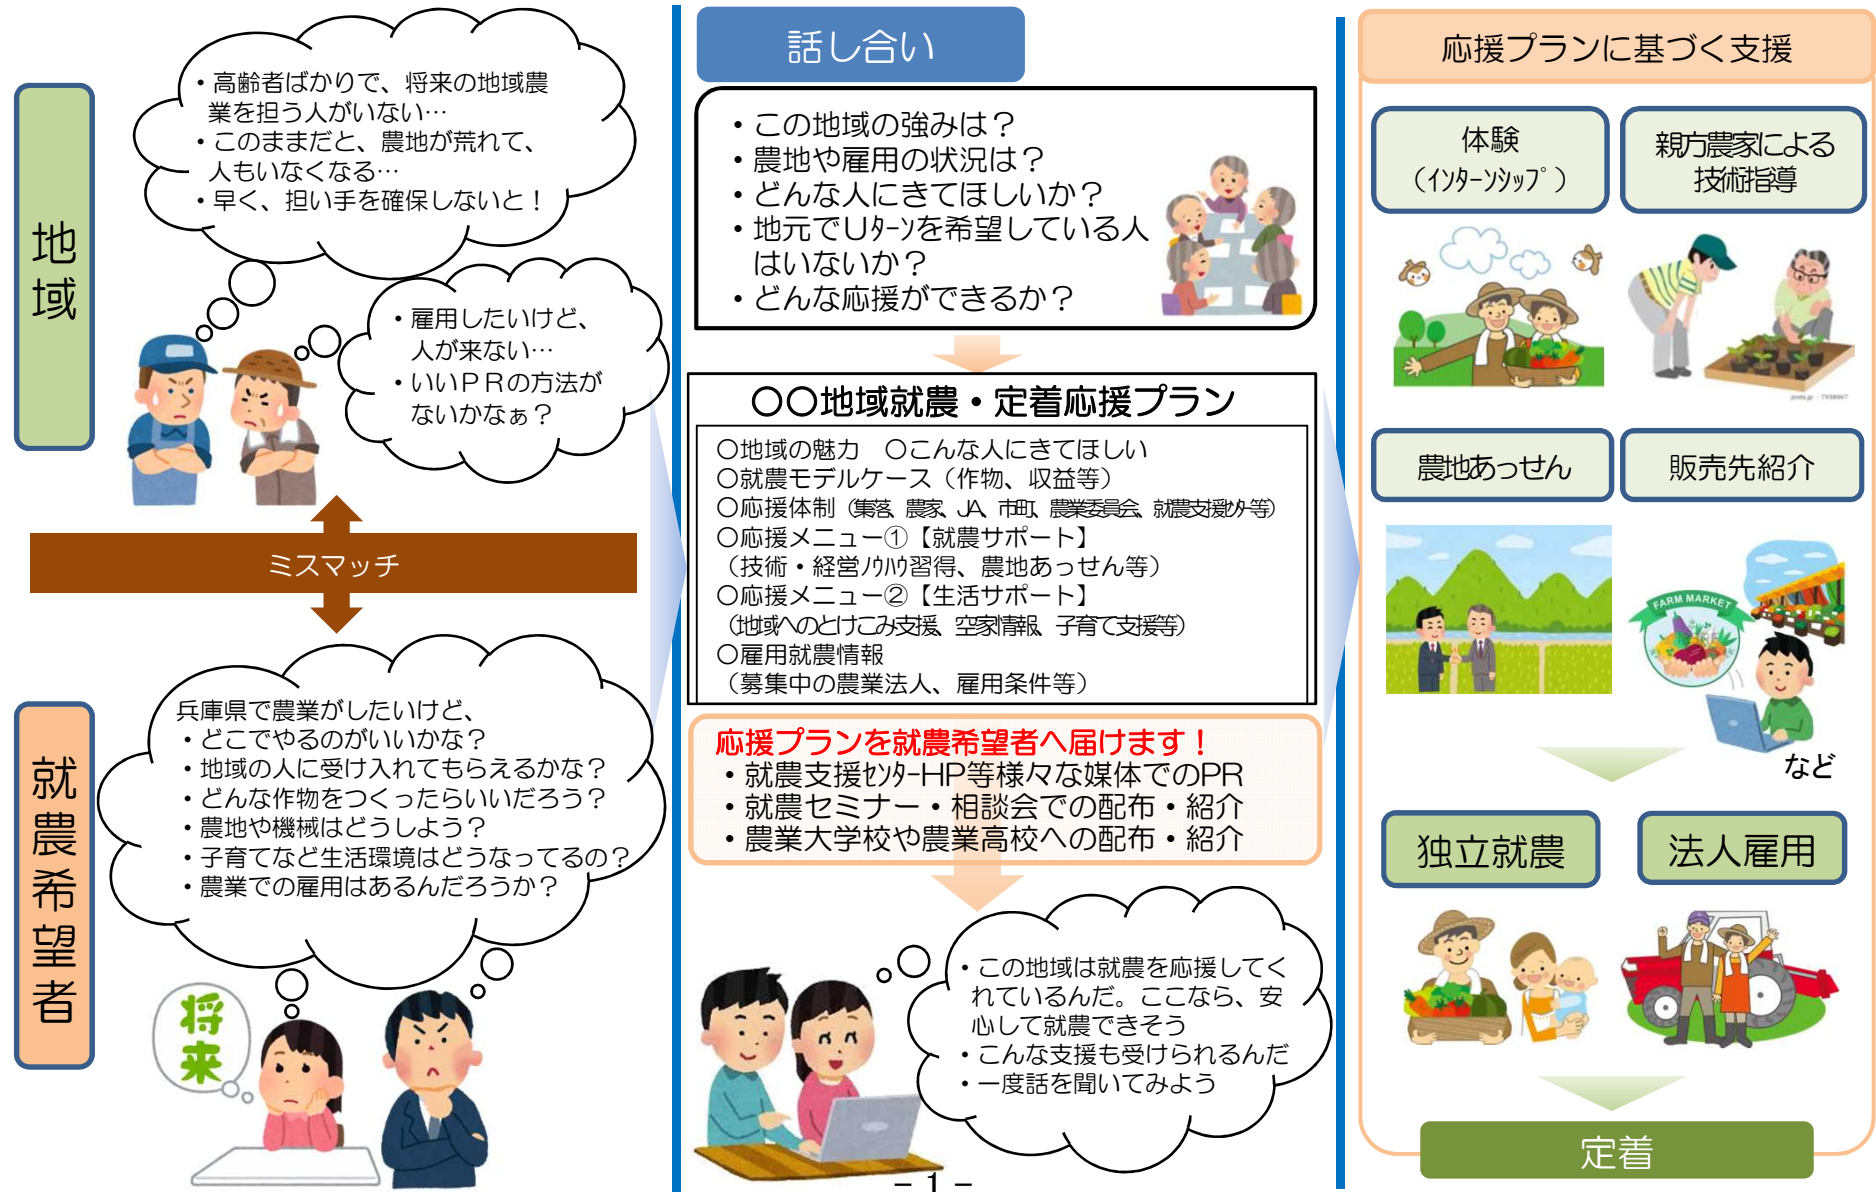 地域
・高齢者ばかりで、将来の地域農
業を担う人がいない…
・このままだと、農地が荒れて、
人もいなくなる…
・早く、担い手を確保しないと！
・雇用したいけど、
人が来ない…
・いいＰＲの方法が
ないかなぁ？
ミスマッチ
就農希望者
兵庫県で農業がしたいけど、
・どこでやるのがいいかな？
・地域の人に受け入れてもらえるかな？
・どんな作物をつくったらいいだろう？
・農地や機械はどうしよう？
・子育てなど生活環境はどうなってるの？
・農業での雇用はあるんだろうか？
将来
話し合い
・この地域の強みは？
・農地や雇用の状況は？
・どんな人にきてほしいか？
・地元でＵﾀｰﾝを希望している人
はいないか？
・どんな応援ができるか？
〇〇地域就農・定着応援プラン
〇地域の魅力　〇こんな人にきてほしい
〇就農モデルケース（作物、収益等）
〇応援体制（集落、農家、JA、市町、農業委員会、就農支援ｾﾝﾀｰ等）
〇応援メニュー①【就農サポート】
（技術・経営ﾉｳﾊｳ習得、農地あっせん等）
〇応援メニュー②【生活サポート】
（地域へのとけこみ支援、空家情報、子育て支援等）
〇雇用就農情報
（募集中の農業法人、雇用条件等）
応援プランを就農希望者へ届けます！
・就農支援ｾﾝﾀｰHP等様々な媒体でのPR
・就農セミナー・相談会での配布・紹介
・農業大学校や農業高校への配布・紹介
・この地域は就農を応援してく
れているんだ。ここなら、安
心して就農できそう
・こんな支援も受けられるんだ
・一度話を聞いてみよう
- 1 -
応援プランに基づく支援
体験
（ｲﾝﾀｰﾝｼｯﾌﾟ）
親方農家による
技術指導
農地あっせん
販売先紹介
FARM MARKET
など
独立就農
法人雇用
定着